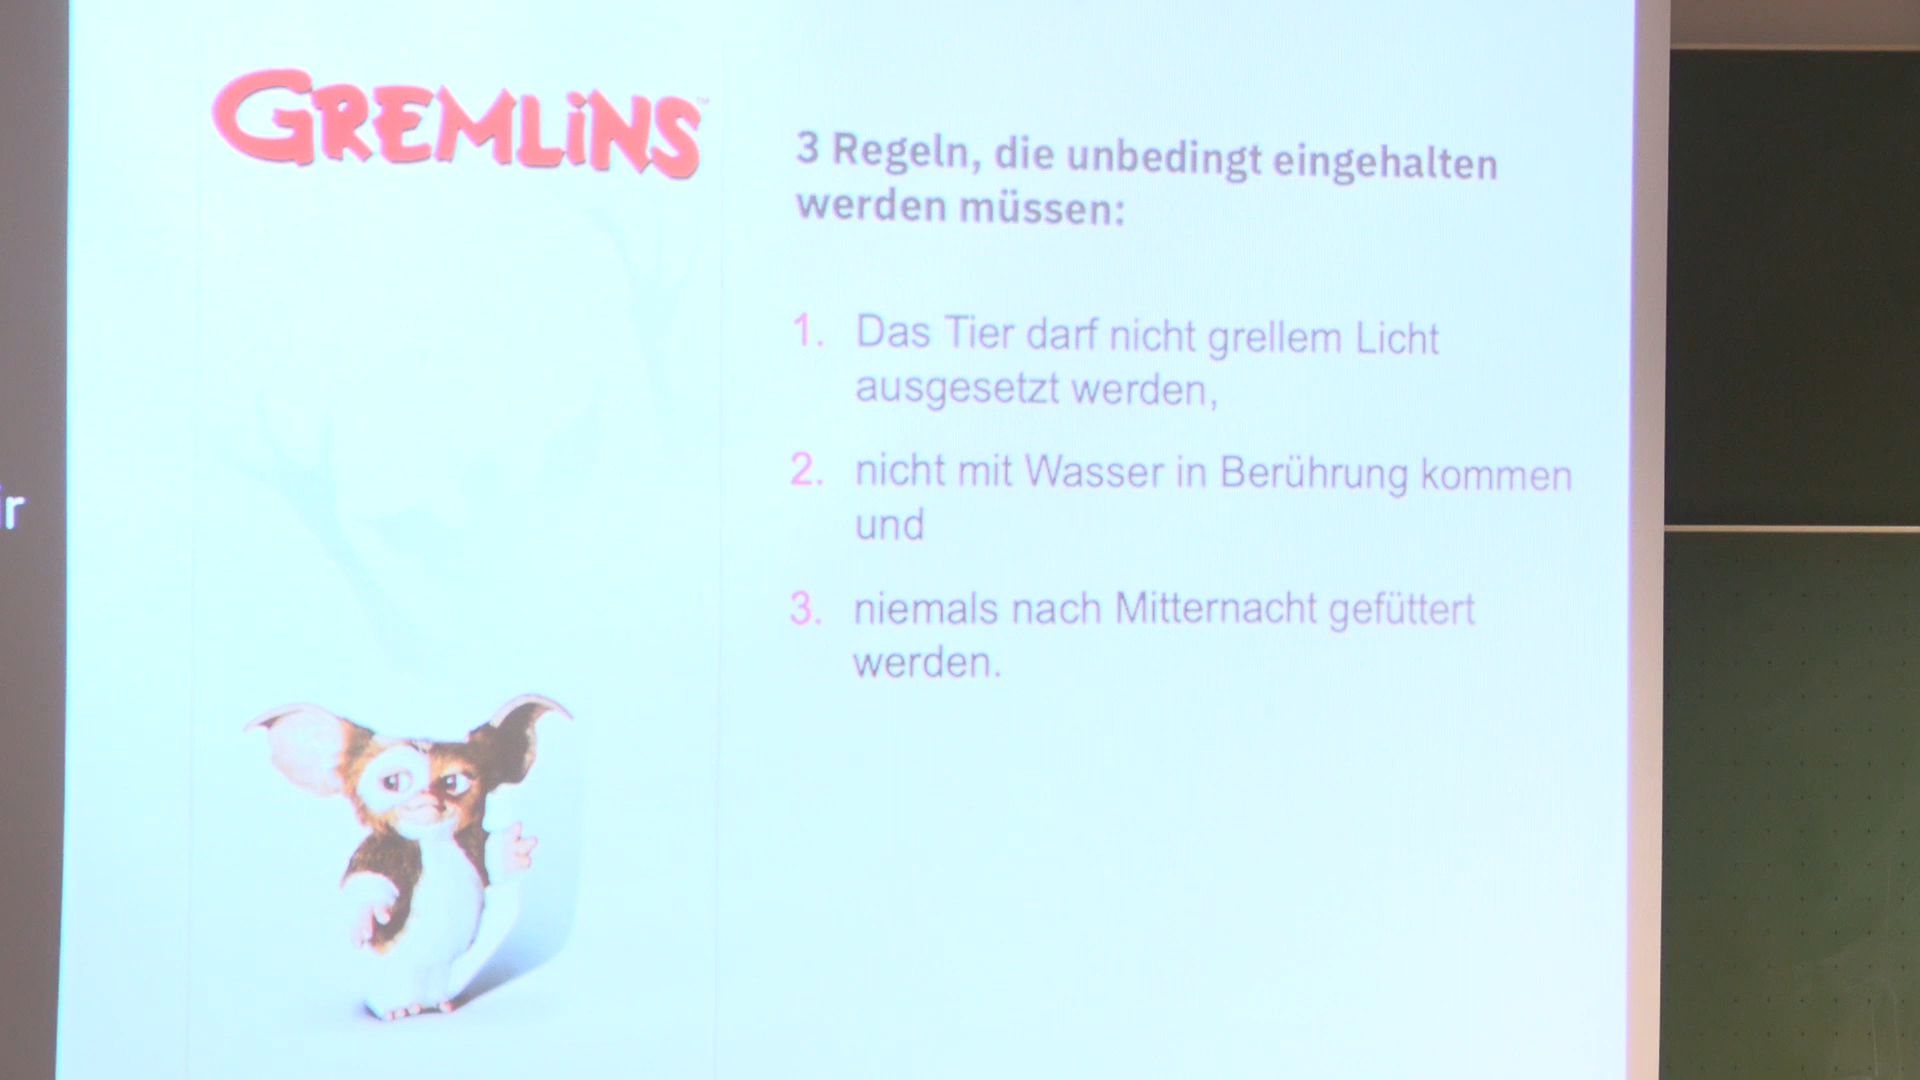 GREMLiNS™
3 Regeln, die unbedingt eingehalten
werden müssen:
1. Das Tier darf nicht grellem Licht
ausgesetzt werden,
2. nicht mit Wasser in Berührung kommen
und
3. niemals nach Mitternacht gefüttert
werden.